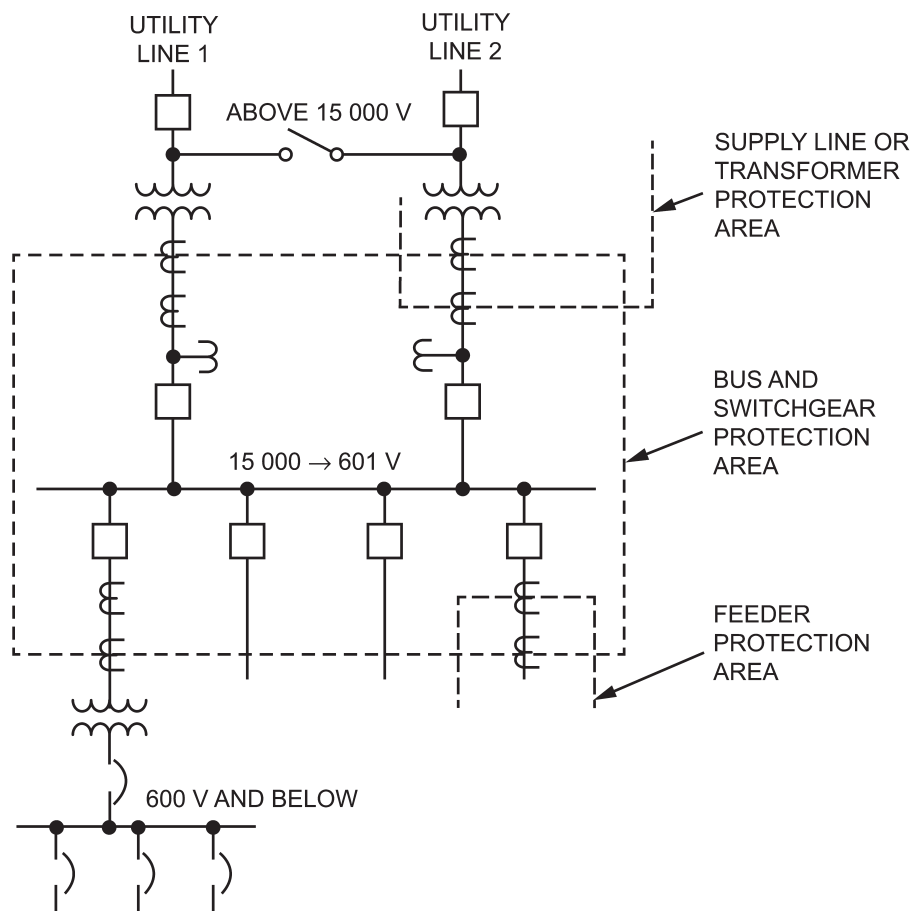 UTILITY
LINE 1
UTILITY
LINE 2
ABOVE 15 000 V
SUPPLY LINE OR
TRANSFORMER
PROTECTION
AREA
BUS AND
SWITCHGEAR
PROTECTION
AREA
15 000 → 601 V
FEEDER
PROTECTION
AREA
600 V AND BELOW